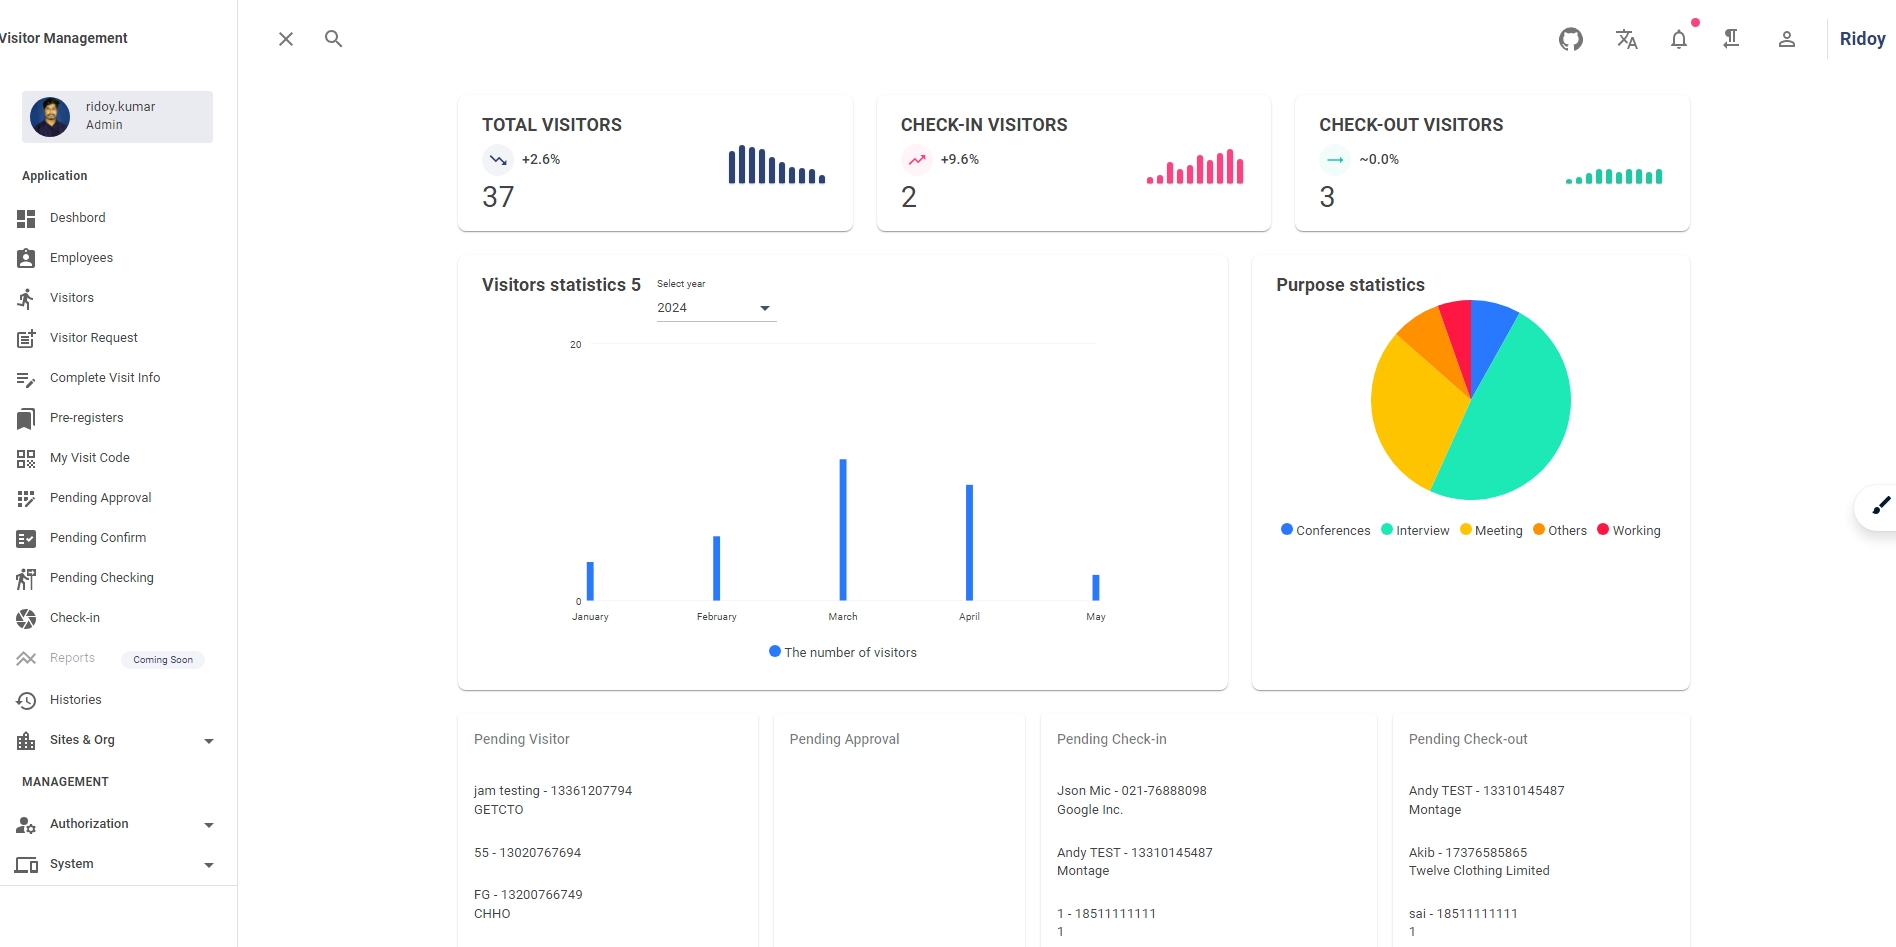 Visitor Management
Ridoy
ridoy.kumar
Admin
Application
Deshbord
Employees
Visitors
Visitor Request
Complete Visit Info
Pre-registers
My Visit Code
Pending Approval
Pending Confirm
Pending Checking
Check-in
Reports Coming Soon
Histories
Sites & Org
MANAGEMENT
Authorization
System
TOTAL VISITORS
+2.6%
37
CHECK-IN VISITORS
+9.6%
2
CHECK-OUT VISITORS
~0.0%
3
Visitors statistics 5
Select year
2024
20
0
January February March April May
The number of visitors
Purpose statistics
Conferences Interview Meeting Others Working
Pending Visitor
jam testing - 13361207794
GETCTO
55 - 13020767694
FG - 13200766749
CHHO
Pending Approval
Pending Check-in
Json Mic - 021-76888098
Google Inc.
Andy TEST - 13310145487
Montage
1 - 18511111111
1
Pending Check-out
Andy TEST - 13310145487
Montage
Akib - 17376585865
Twelve Clothing Limited
sai - 18511111111
1